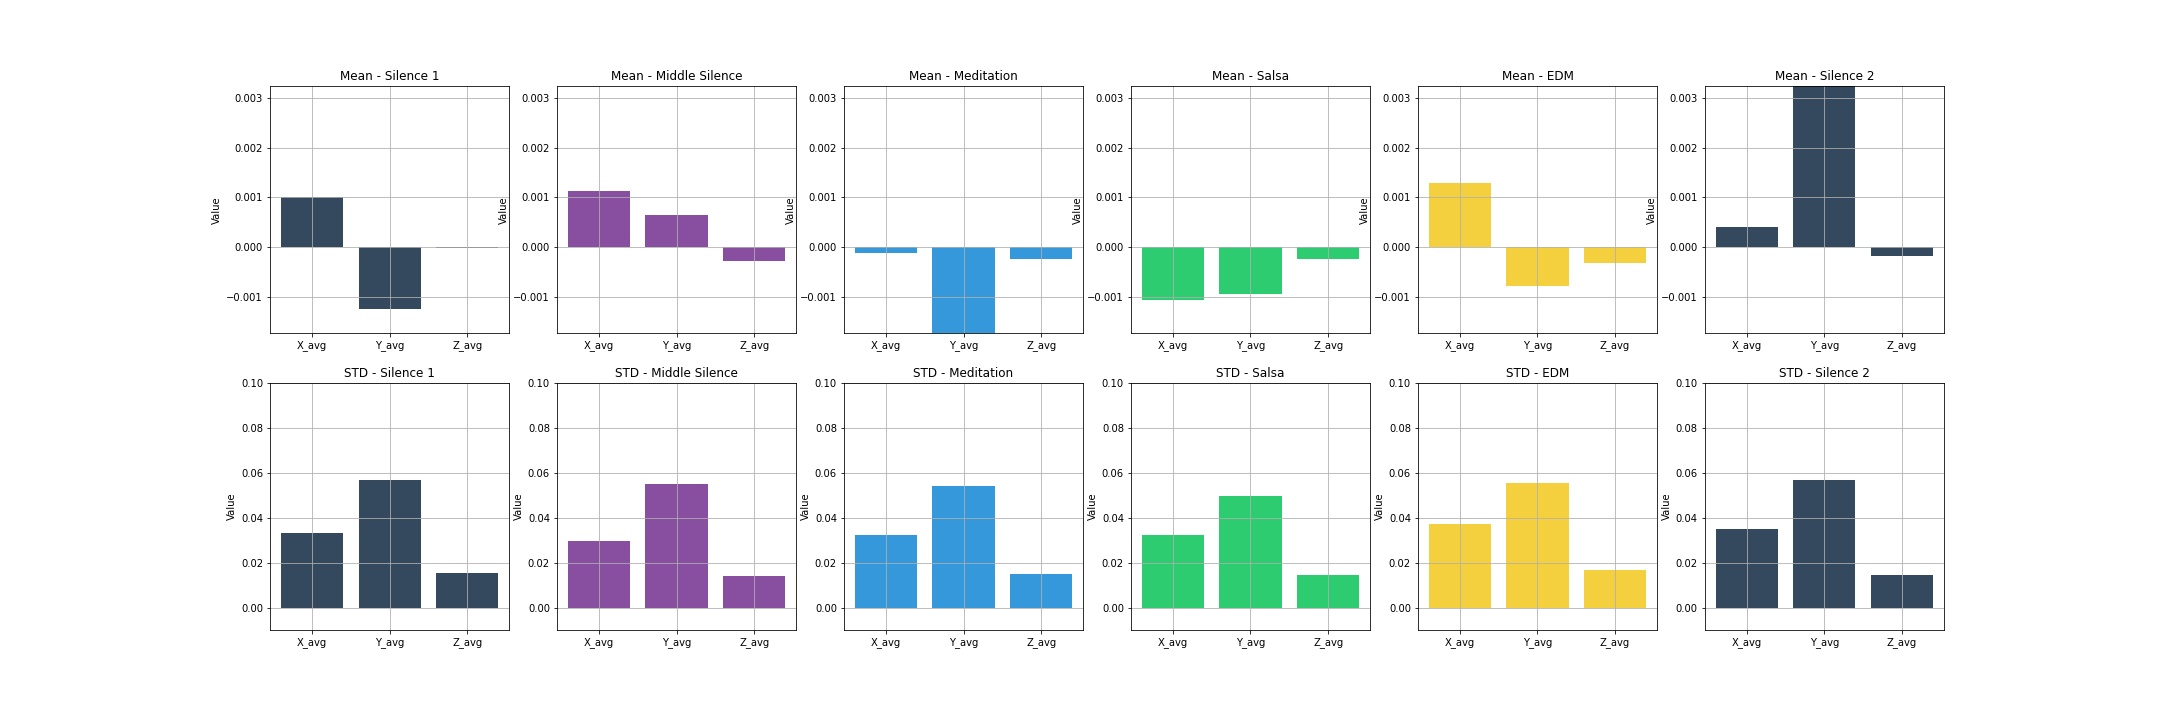 Mean - Silence 1
0.003
0.002
0.001
0.000
−0.001
Value
X_avg Y_avg Z_avg
Mean - Middle Silence
0.003
0.002
0.001
0.000
−0.001
Value
X_avg Y_avg Z_avg
Mean - Meditation
0.003
0.002
0.001
0.000
−0.001
Value
X_avg Y_avg Z_avg
Mean - Salsa
0.003
0.002
0.001
0.000
−0.001
Value
X_avg Y_avg Z_avg
Mean - EDM
0.003
0.002
0.001
0.000
−0.001
Value
X_avg Y_avg Z_avg
Mean - Silence 2
0.003
0.002
0.001
0.000
−0.001
Value
X_avg Y_avg Z_avg
STD - Silence 1
0.10
0.08
0.06
0.04
0.02
0.00
Value
X_avg Y_avg Z_avg
STD - Middle Silence
0.10
0.08
0.06
0.04
0.02
0.00
Value
X_avg Y_avg Z_avg
STD - Meditation
0.10
0.08
0.06
0.04
0.02
0.00
Value
X_avg Y_avg Z_avg
STD - Salsa
0.10
0.08
0.06
0.04
0.02
0.00
Value
X_avg Y_avg Z_avg
STD - EDM
0.10
0.08
0.06
0.04
0.02
0.00
Value
X_avg Y_avg Z_avg
STD - Silence 2
0.10
0.08
0.06
0.04
0.02
0.00
Value
X_avg Y_avg Z_avg